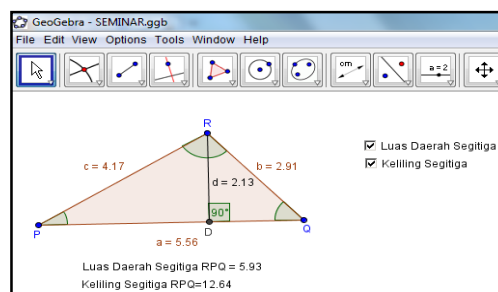 GeoGebra - SEMINAR.ggb
File Edit View Options Tools Window Help
cm
a = 2
R
c = 4.17
b = 2.91
d = 2.13
90°
P
D
Q
a = 5.56
Luas Daerah Segitiga
Keliling Segitiga
Luas Daerah Segitiga RPQ = 5.93
Keliling Segitiga RPQ=12.64